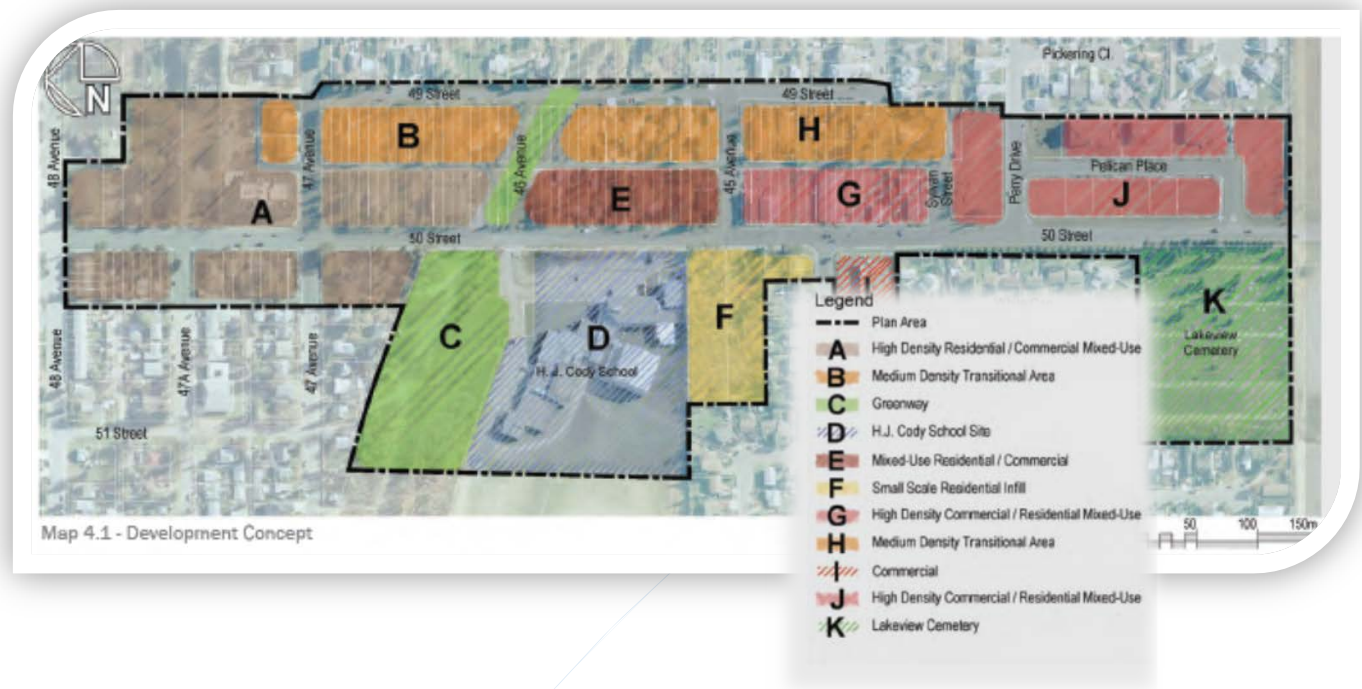 Pickering Cl.
N
49 Street
49 Street
48 Avenue
47 Avenue
46 Avenue
45 Avenue
B
H
Perry Drive
Pelican Place
A
E
G
Street
J
50 Street
50 Street
C
D
F
K
Lakeview
Cemetery
H. J. Cody School
48 Avenue
47A Avenue
47 Avenue
51 Street
Map 4.1 - Development Concept
Legend
Plan Area
A High Density Residential / Commercial Mixed-Use
B Medium Density Transitional Area
C Greenway
D H.J. Cody School Site
E Mixed-Use Residential / Commercial
F Small Scale Residential Infill
G High Density Commercial / Residential Mixed-Use
H Medium Density Transitional Area
I Commercial
J High Density Commercial / Residential Mixed-Use
K Lakeview Cemetery
50 100 150m